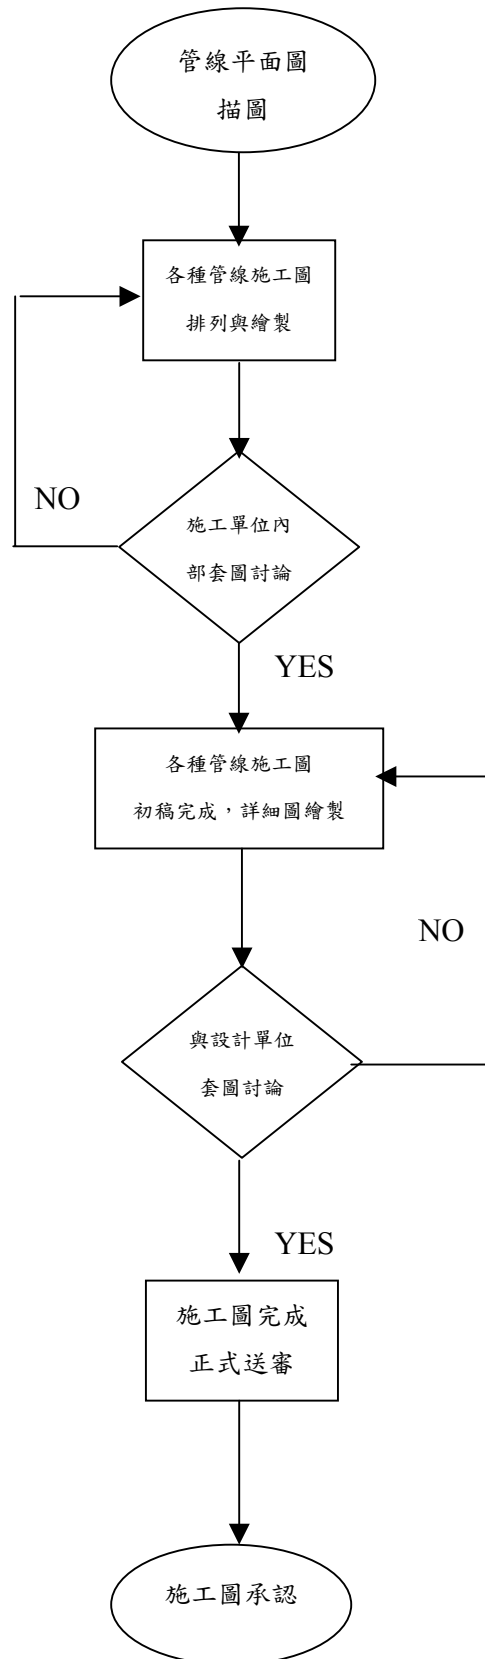 管線平面圖
描圖
各種管線施工圖
排列與繪製
NO
施工單位內
部套圖討論
YES
各種管線施工圖
初稿完成，詳細圖繪製
NO
與設計單位
套圖討論
YES
施工圖完成
正式送審
施工圖承認